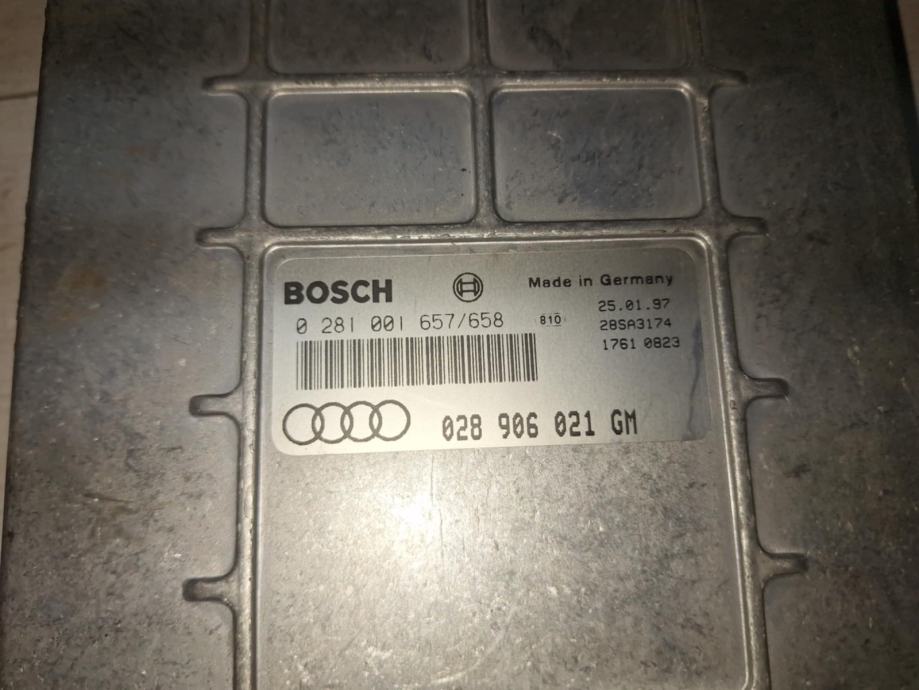 BOSCH
Made in Germany
0 281 001 657/658
810
25.01.97
28SA3174
1761 0823
028 906 021 GM